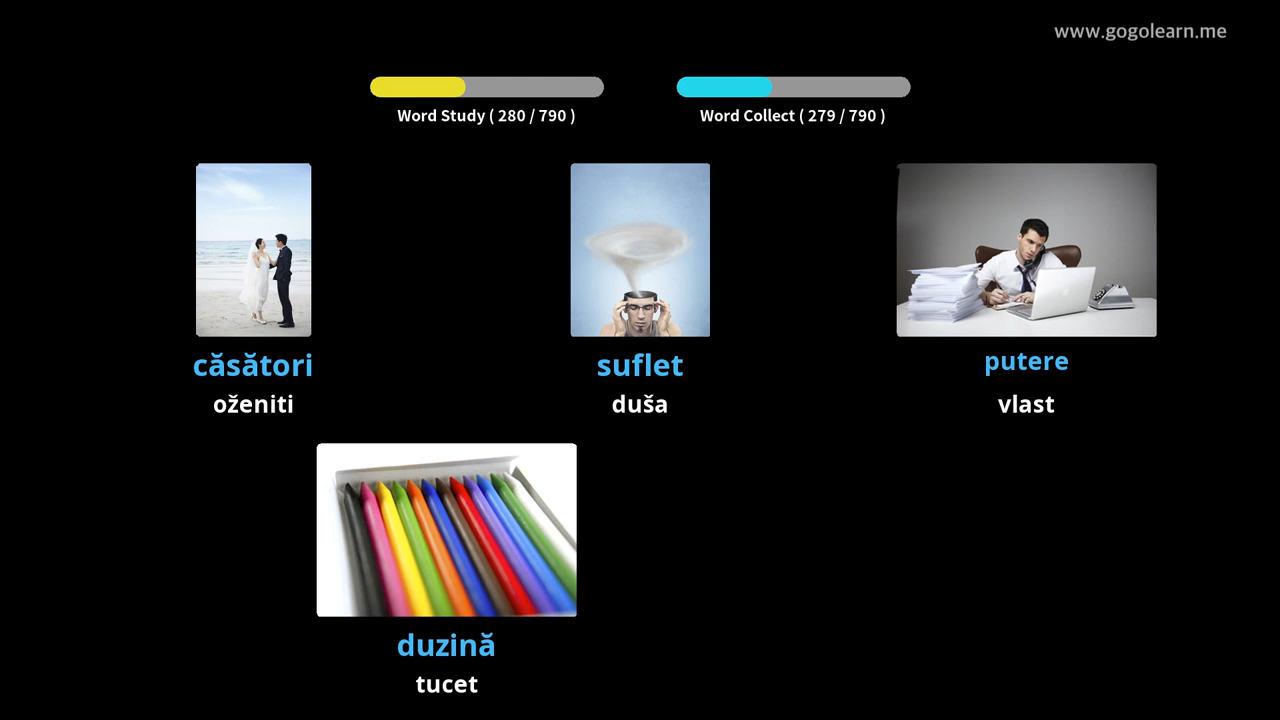 www.gogolearn.me
Word Study ( 280 / 790 )
Word Collect ( 279 / 790 )
căsători
oženiti
suflet
duša
putere
vlast
duzină
tucet